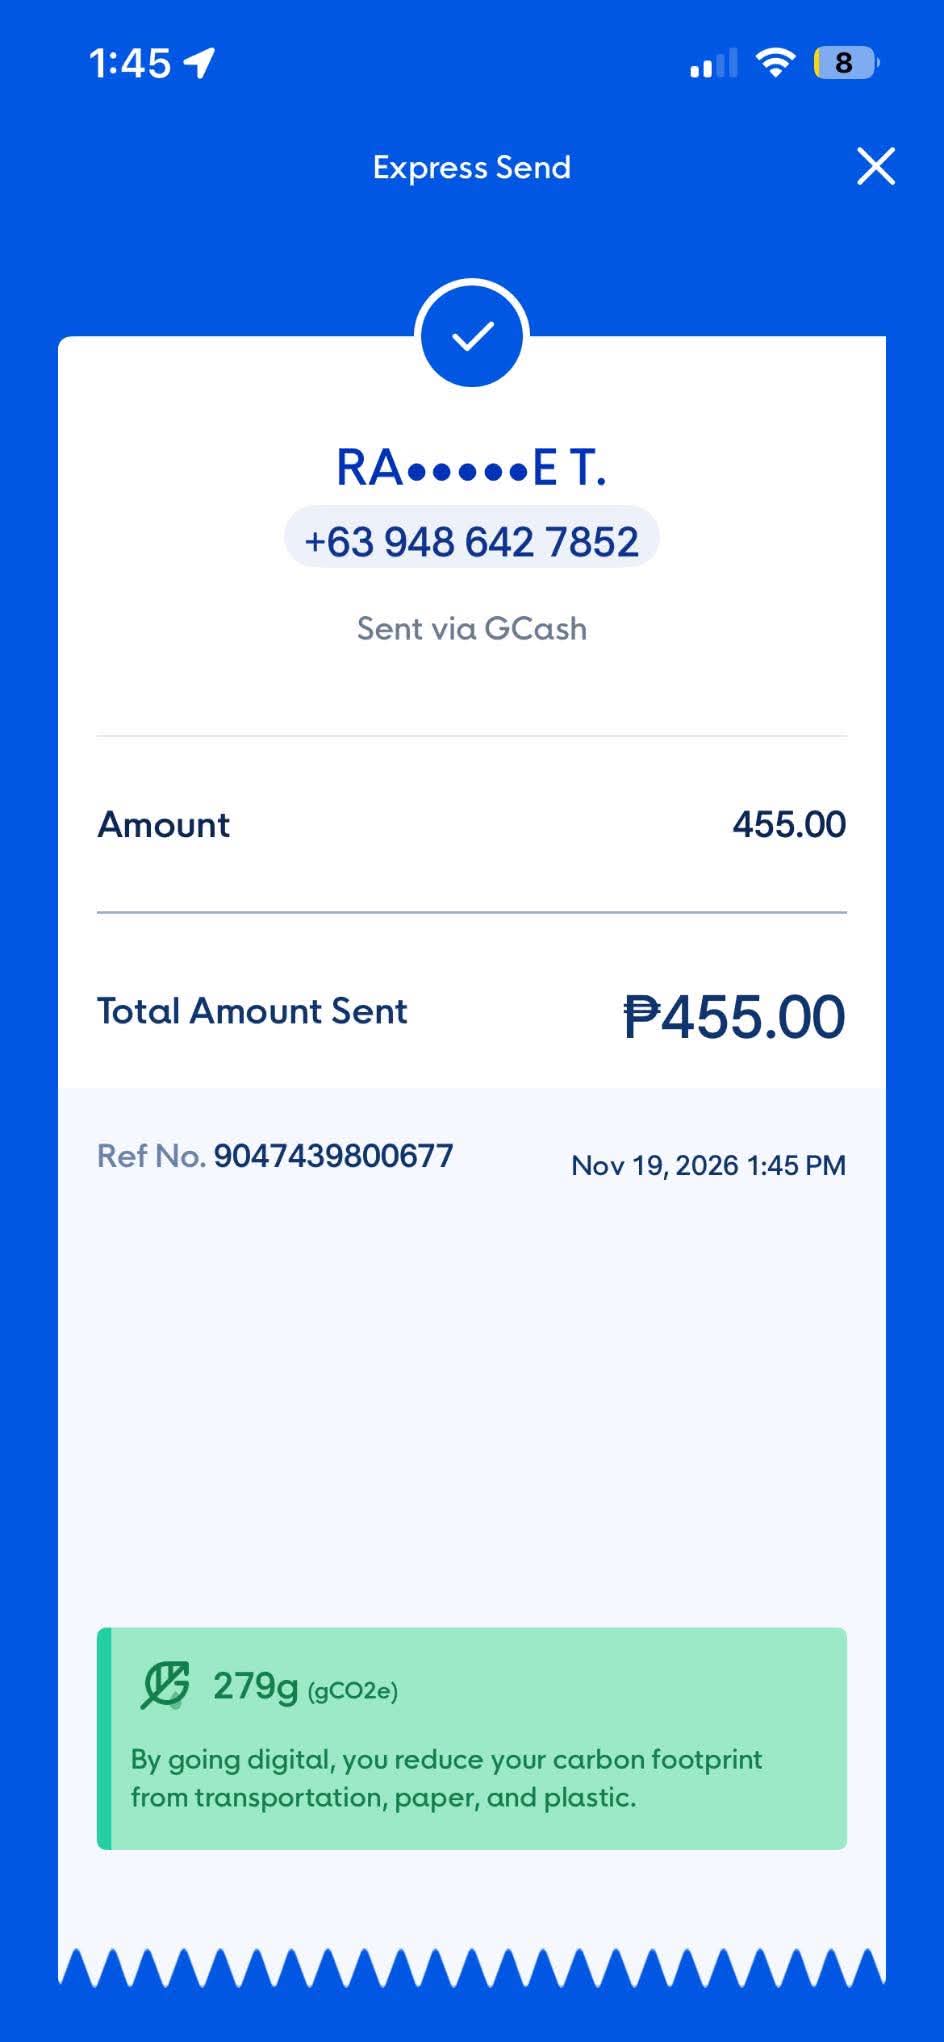 1:45
8
Express Send
RA•••••E T.
+63 948 642 7852
Sent via GCash
Amount 455.00
Total Amount Sent ₱455.00
Ref No. 9047439800677 Nov 19, 2026 1:45 PM
279g (gCO2e)
By going digital, you reduce your carbon footprint
from transportation, paper, and plastic.